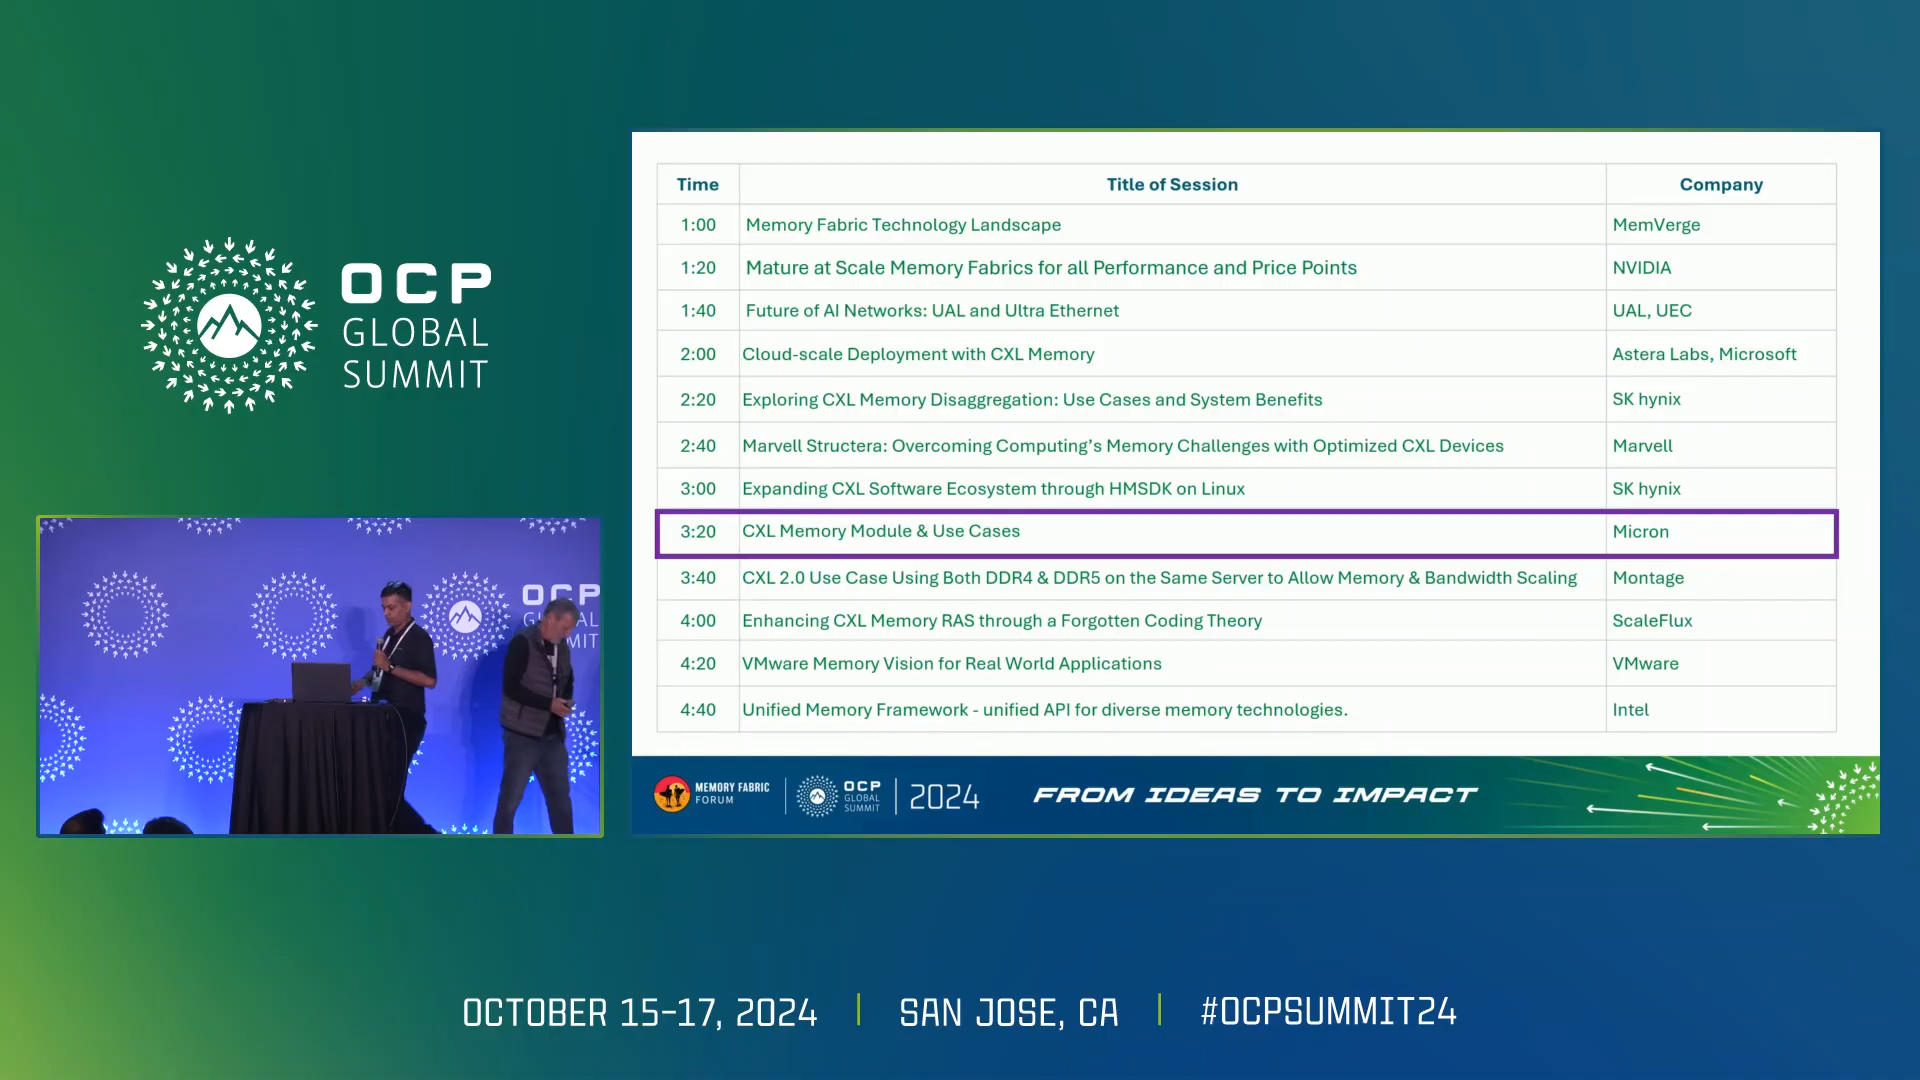 OCP
GLOBAL
SUMMIT
OCP
GLOBAL
MIT
Time Title of Session Company
1:00 Memory Fabric Technology Landscape MemVerge
1:20 Mature at Scale Memory Fabrics for all Performance and Price Points NVIDIA
1:40 Future of AI Networks: UAL and Ultra Ethernet UAL, UEC
2:00 Cloud-scale Deployment with CXL Memory Astera Labs, Microsoft
2:20 Exploring CXL Memory Disaggregation: Use Cases and System Benefits SK hynix
2:40 Marvell Structera: Overcoming Computing’s Memory Challenges with Optimized CXL Devices Marvell
3:00 Expanding CXL Software Ecosystem through HMSDK on Linux SK hynix
3:20 CXL Memory Module & Use Cases Micron
3:40 CXL 2.0 Use Case Using Both DDR4 & DDR5 on the Same Server to Allow Memory & Bandwidth Scaling Montage
4:00 Enhancing CXL Memory RAS through a Forgotten Coding Theory ScaleFlux
4:20 VMware Memory Vision for Real World Applications VMware
4:40 Unified Memory Framework - unified API for diverse memory technologies. Intel
MEMORY FABRIC
FORUM
OCP
GLOBAL
SUMMIT
2024
FROM IDEAS TO IMPACT
OCTOBER 15-17, 2024 | SAN JOSE, CA | #OCPSUMMIT24